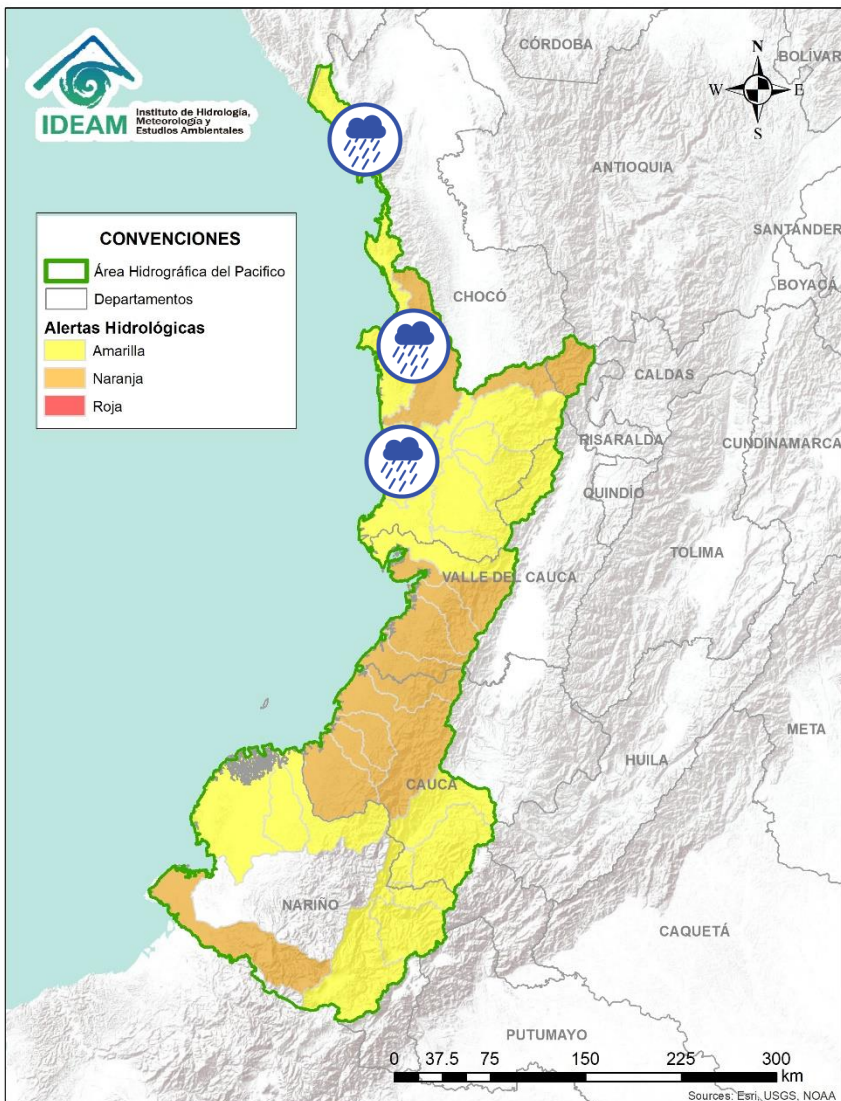 IDEAM
Instituto de Hidrología,
Meteorología y
Estudios Ambientales
CÓRDOBA
BOLÍVAR
N
W
E
S
ANTIOQUIA
SANTANDER
BOYACÁ
CONVENCIONES
Área Hidrográfica del Pacifico
Departamentos
Alertas Hidrológicas
Amarilla
Naranja
Roja
CHOCÓ
CALDAS
RISARALDA
CUNDINAMARCA
QUINDÍO
TOLIMA
VALLE DEL CAUCA
META
HUILA
CAUCA
NARIÑO
CAQUETÁ
PUTUMAYO
0 37.5 75 150 225 300
km
Sources: Esri, USGS, NOAA